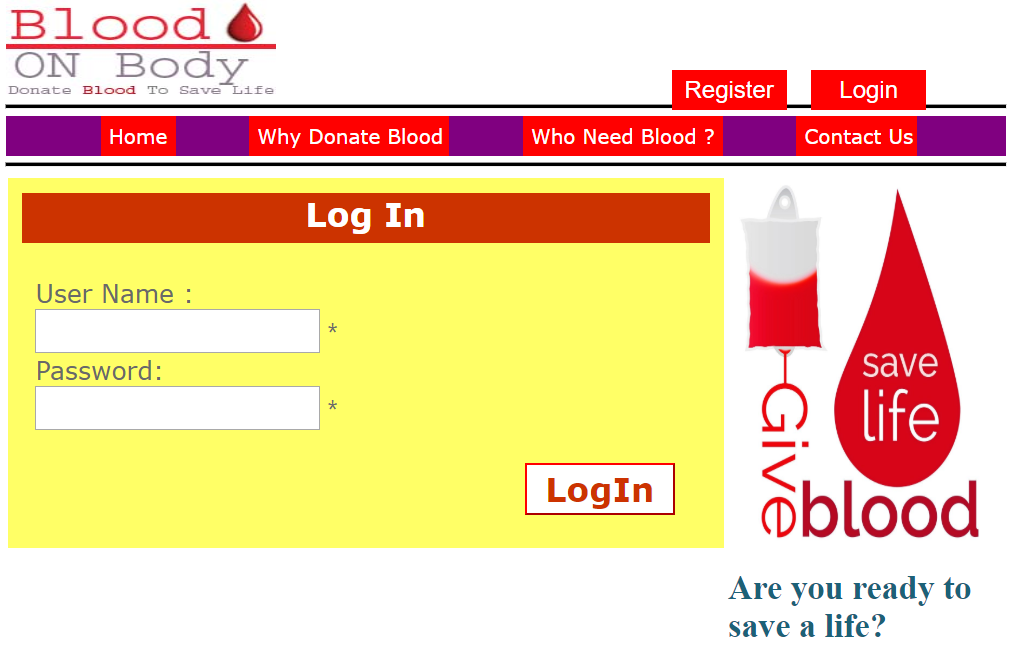 Blood
ON Body
Donate Blood To Save Life
Register Login
Home Why Donate Blood Who Need Blood ? Contact Us
Log In
User Name :
*
Password:
*
LogIn
save
life
Give
blood
Are you ready to
save a life?